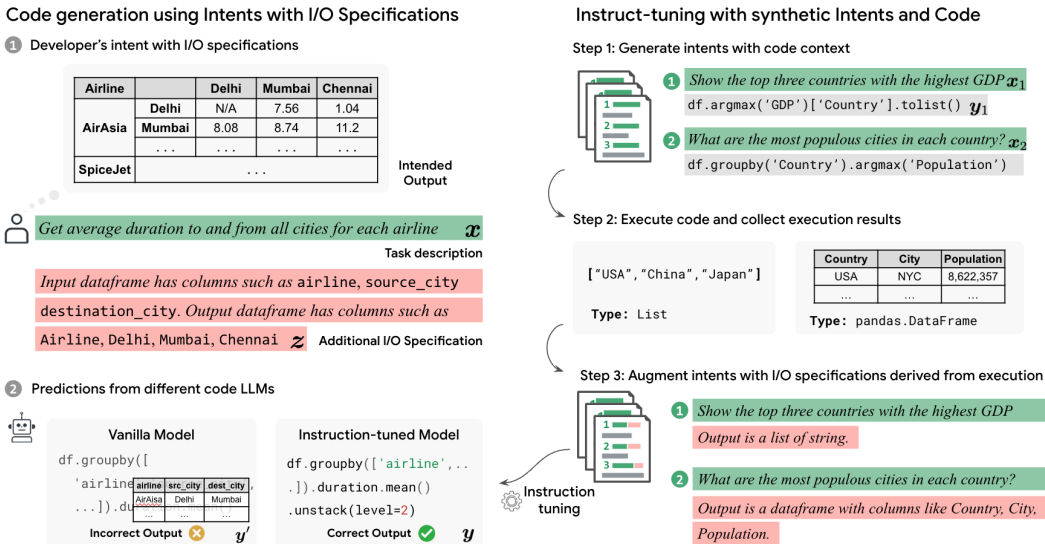 Code generation using Intents with I/O Specifications
1 Developer's intent with I/O specifications
Airline Delhi Mumbai Chennai
Delhi N/A 7.56 1.04
AirAsia
Mumbai 8.08 8.74 11.2
... ... ... ...
SpiceJet ...
Intended
Output
Get average duration to and from all cities for each airline x
Task description
Input dataframe has columns such as airline, source_city
destination_city. Output dataframe has columns such as
Airline, Delhi, Mumbai, Chennai z Additional I/O Specification
2 Predictions from different code LLMs
Vanilla Model
df.groupby([
'airline
airline src_city dest_city
AirAisa Delhi Mumbai
... ... ...
...]).du
Incorrect Output y'
Instruction-tuned Model
df.groupby(['airline',..
.]).duration.mean()
.unstack(level=2)
Correct Output y
Instruct-tuning with synthetic Intents and Code
Step 1: Generate intents with code context
1
2
3
1 Show the top three countries with the highest GDP x1
df.argmax('GDP')['Country'].tolist() y1
2 What are the most populous cities in each country? x2
df.groupby('Country').argmax('Population')
Step 2: Execute code and collect execution results
["USA","China","Japan"]
Type: List
Country City Population
USA NYC 8,622,357
... ... ...
Type: pandas.DataFrame
Step 3: Augment intents with I/O specifications derived from execution
1
2
3
Instruction
tuning
1 Show the top three countries with the highest GDP
Output is a list of string.
2 What are the most populous cities in each country?
Output is a dataframe with columns like Country, City,
Population.